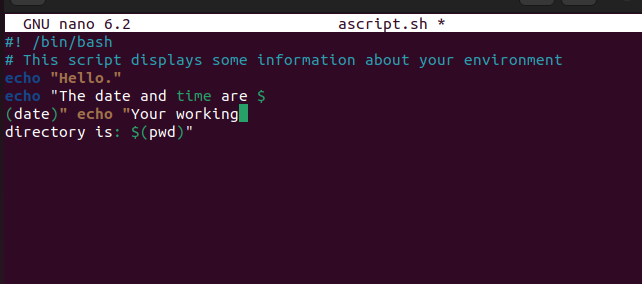 GNU nano 6.2 ascript.sh *
#! /bin/bash
# This script displays some information about your environment
echo "Hello."
echo "The date and time are $
(date)" echo "Your working
directory is: $(pwd)"